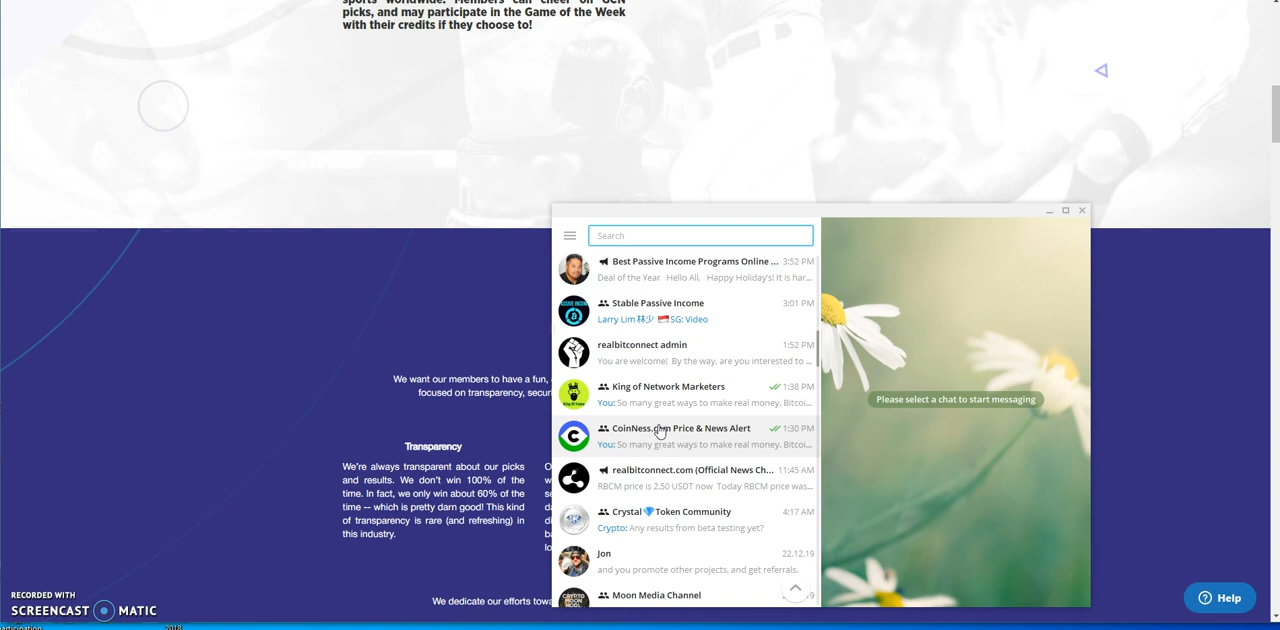 picks, and may participate in the Game of the Week
with their credits if they choose to!
Search
Best Passive Income Programs Online ... 3:52 PM
Deal of the Year Hello All, Happy Holiday's! It is har...
Stable Passive Income 3:01 PM
Larry Lim 林少 SG: Video
realbitconnect admin 1:52 PM
You are welcome! By the way, are you interested to ...
King of Network Marketers 1:38 PM
You: So many great ways to make real money. Bitcoi...
CoinNess.com Price & News Alert 1:30 PM
You: So many great ways to make real money. Bitcoi...
realbitconnect.com (Official News Ch... 11:45 AM
RBCM price is 2.50 USDT now Today RBCM price was...
Crystal Token Community 4:17 AM
Crypto: Any results from beta testing yet?
Jon 22.12.19
and you promote other projects, and get referrals.
Moon Media Channel
Please select a chat to start messaging
We want our members to have a fun,
focused on transparency, secur
Transparency
We're always transparent about our picks
and results. We don't win 100% of the
time. In fact, we only win about 60% of the
time -- which is pretty darn good! This kind
of transparency is rare (and refreshing) in
this industry.
We dedicate our efforts towa
RECORDED WITH
SCREENCAST MATIC
Help
2018